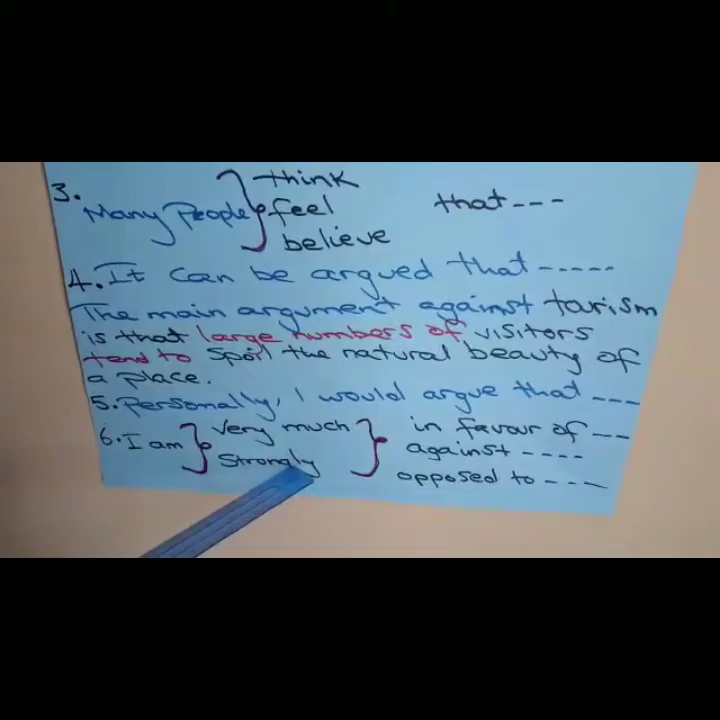 3.
Many People } think
feel
believe
that---
4. It can be argued that -----
The main argument against tarism
is that large numbers of visitors
tend to spoil the natural beauty of
a place.
5. Personally, I would argue that ---
6. I am } very much } in favour of ---
strongly against ----
opposed to ---